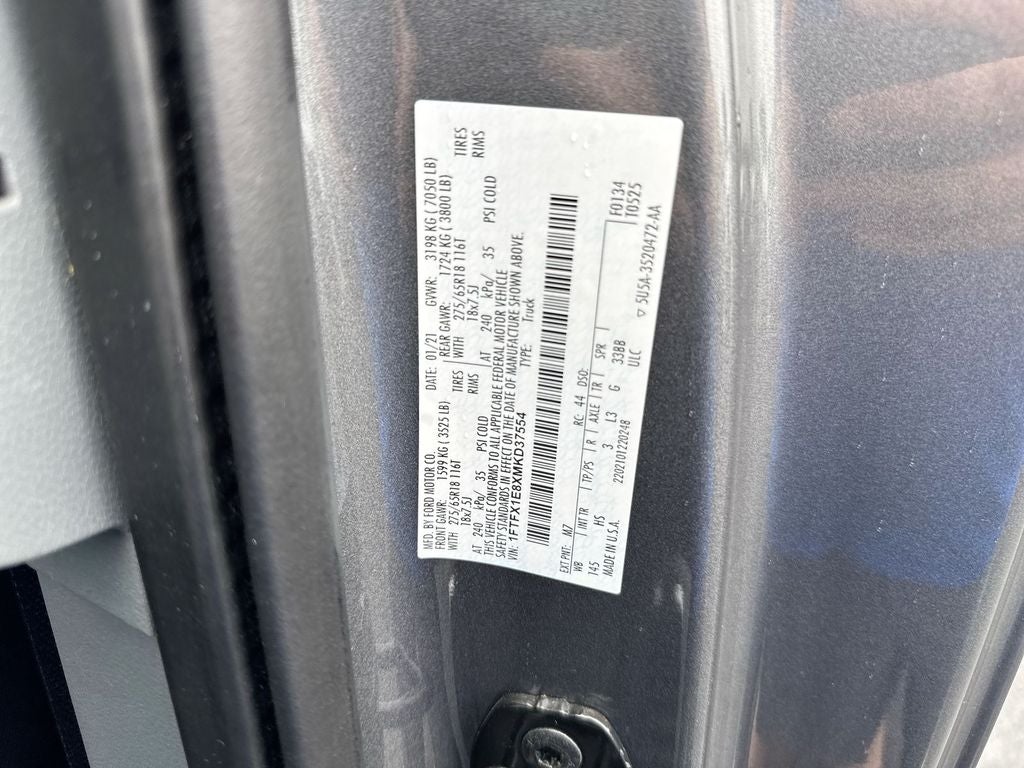 MFD. BY FORD MOTOR CO. DATE: 01/21 GVWR: 3198 KG ( 7050 LB)
FRONT GAWR: 1599 KG ( 3525 LB) REAR GAWR: 1724 KG ( 3800 LB)
WITH 275/65R18 116T TIRES WITH 275/65R18 116T TIRES
18x7.5J RIMS 18x7.5J RIMS
AT 240 kPa/ 35 PSI COLD AT 240 kPa/ 35 PSI COLD
THIS VEHICLE CONFORMS TO ALL APPLICABLE FEDERAL MOTOR VEHICLE
SAFETY STANDARDS IN EFFECT ON THE DATE OF MANUFACTURE SHOWN ABOVE.
VIN: 1FTFX1E8XMKD37554 TYPE: Truck
EXT PNT: M7 RC: 44 DSO: F0134
WB INT TR TP/PS R AXLE TR SPR T0525
145 HS 3 L3 G 33BB
MADE IN U.S.A. 2202101220248 ULC ▽ 5U5A-3520472-AA